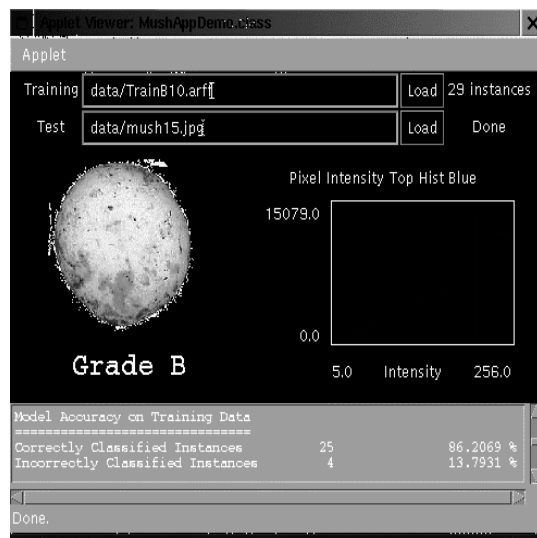 Applet Viewer: MushAppDemo.class
Applet
Training data/TrainB10.arff Load 29 instances
Test data/mush15.jpg Load Done
Pixel Intensity Top Hist Blue
15079.0
0.0
5.0 Intensity 256.0
Grade B
Model Accuracy on Training Data
===============================
Correctly Classified Instances 25 86.2069 %
Incorrectly Classified Instances 4 13.7931 %
Done.